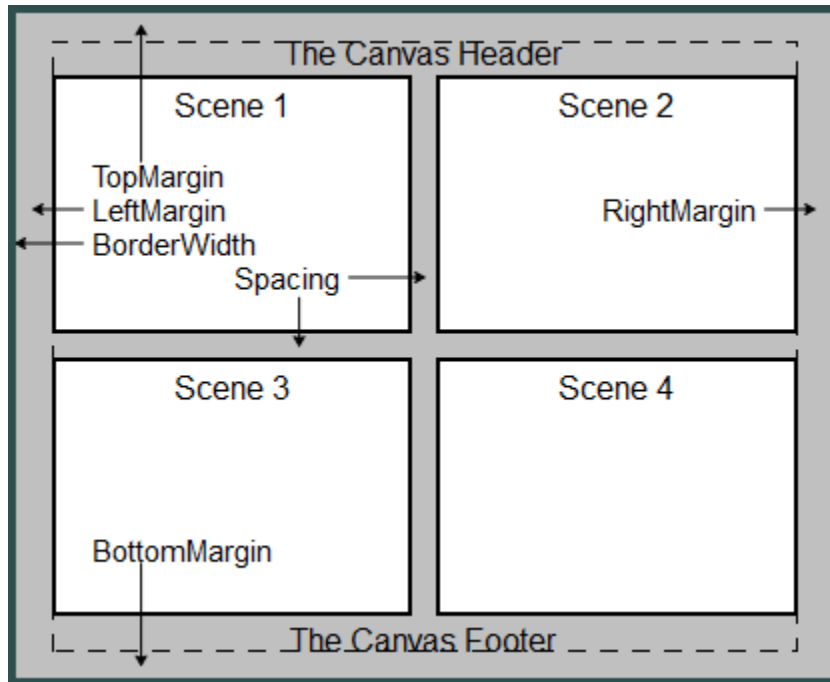 The Canvas Header
Scene 1
Scene 2
TopMargin
LeftMargin
RightMargin
BorderWidth
Spacing
Scene 3
Scene 4
BottomMargin
The Canvas Footer